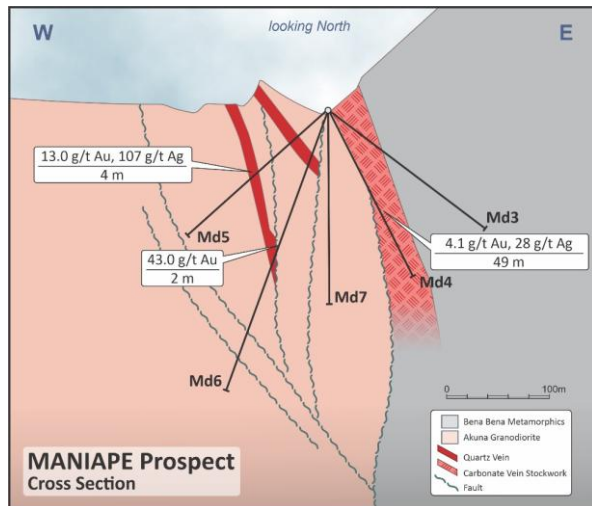 W
looking North
E
13.0 g/t Au, 107 g/t Ag
4 m
Md3
Md5
4.1 g/t Au, 28 g/t Ag
49 m
43.0 g/t Au
2 m
Md4
Md7
Md6
0 100m
MANIAPE Prospect
Cross Section
Bena Bena Metamorphics
Akuna Granodiorite
Quartz Vein
Carbonate Vein Stockwork
Fault